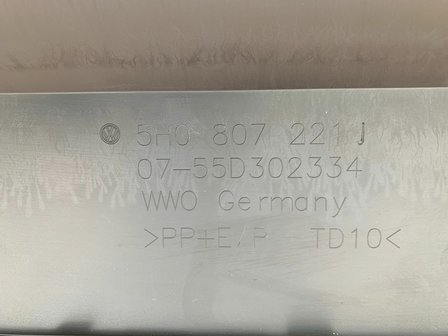 5H0 807 221 J
07-55D302334
WWO Germany
>PP+E/P TD10<